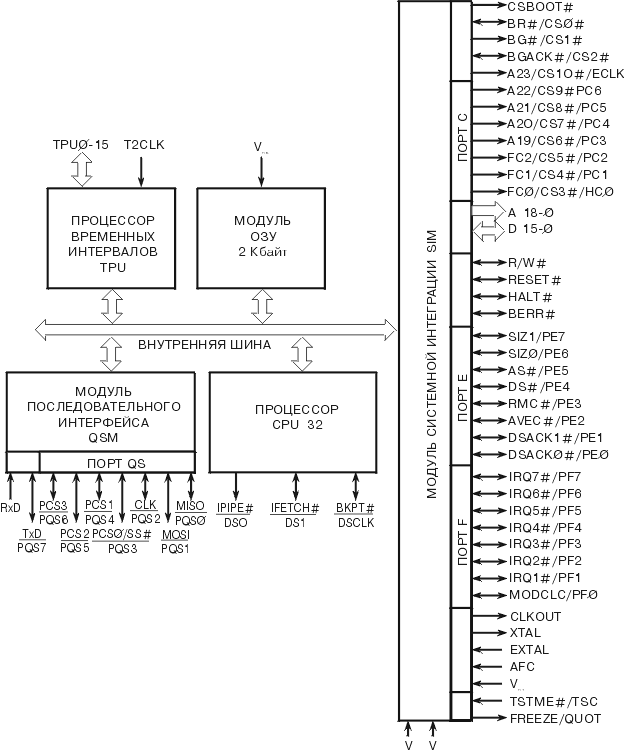 CSBOOT#
BR#/CSØ#
BG#/CS1#
BGACK#/CS2#
A23/CS1O#/ECLK
A22/CS9#PC6
A21/CS8#/PC5
A2O/CS7#/PC4
A19/CS6#/PC3
FC2/CS5#/PC2
FC1/CS4#/PC1
FCØ/CS3#/HCØ
ПОРТ C
A 18-Ø
D 15-Ø
R/W#
RESET#
HALT#
BERR#
SIZ1/PE7
SIZØ/PE6
AS#/PE5
DS#/PE4
RMC#/PE3
AVEC#/PE2
DSACK1#/PE1
DSACKØ#/PEØ
ПОРТ E
IRQ7#/PF7
IRQ6#/PF6
IRQ5#/PF5
IRQ4#/PF4
IRQ3#/PF3
IRQ2#/PF2
IRQ1#/PF1
MODCLC/PFØ
ПОРТ F
CLKOUT
XTAL
EXTAL
AFC
V
TSTME#/TSC
FREEZE/QUOT
МОДУЛЬ СИСТЕМНОЙ ИНТЕГРАЦИИ SIM
V V
TPUØ-15 T2CLK
V
ПРОЦЕССОР
ВРЕМЕННЫХ
ИНТЕРВАЛОВ
TPU
МОДУЛЬ
ОЗУ
2 Кбайт
ВНУТРЕННЯЯ ШИНА
МОДУЛЬ
ПОСЛЕДОВАТЕЛЬНОГО
ИНТЕРФЕЙСА
QSM
ПОРТ QS
ПРОЦЕССОР
CPU 32
RxD
TxD
PQS7
PCS3
PQS6
PCS2
PQS5
PCS1
PQS4
PCSØ/SS#
PQS3
CLK
PQS2
MOSI
PQS1
MISO
PQSØ
IPIPE#
DSO
IFETCH#
DS1
BKPT#
DSCLK